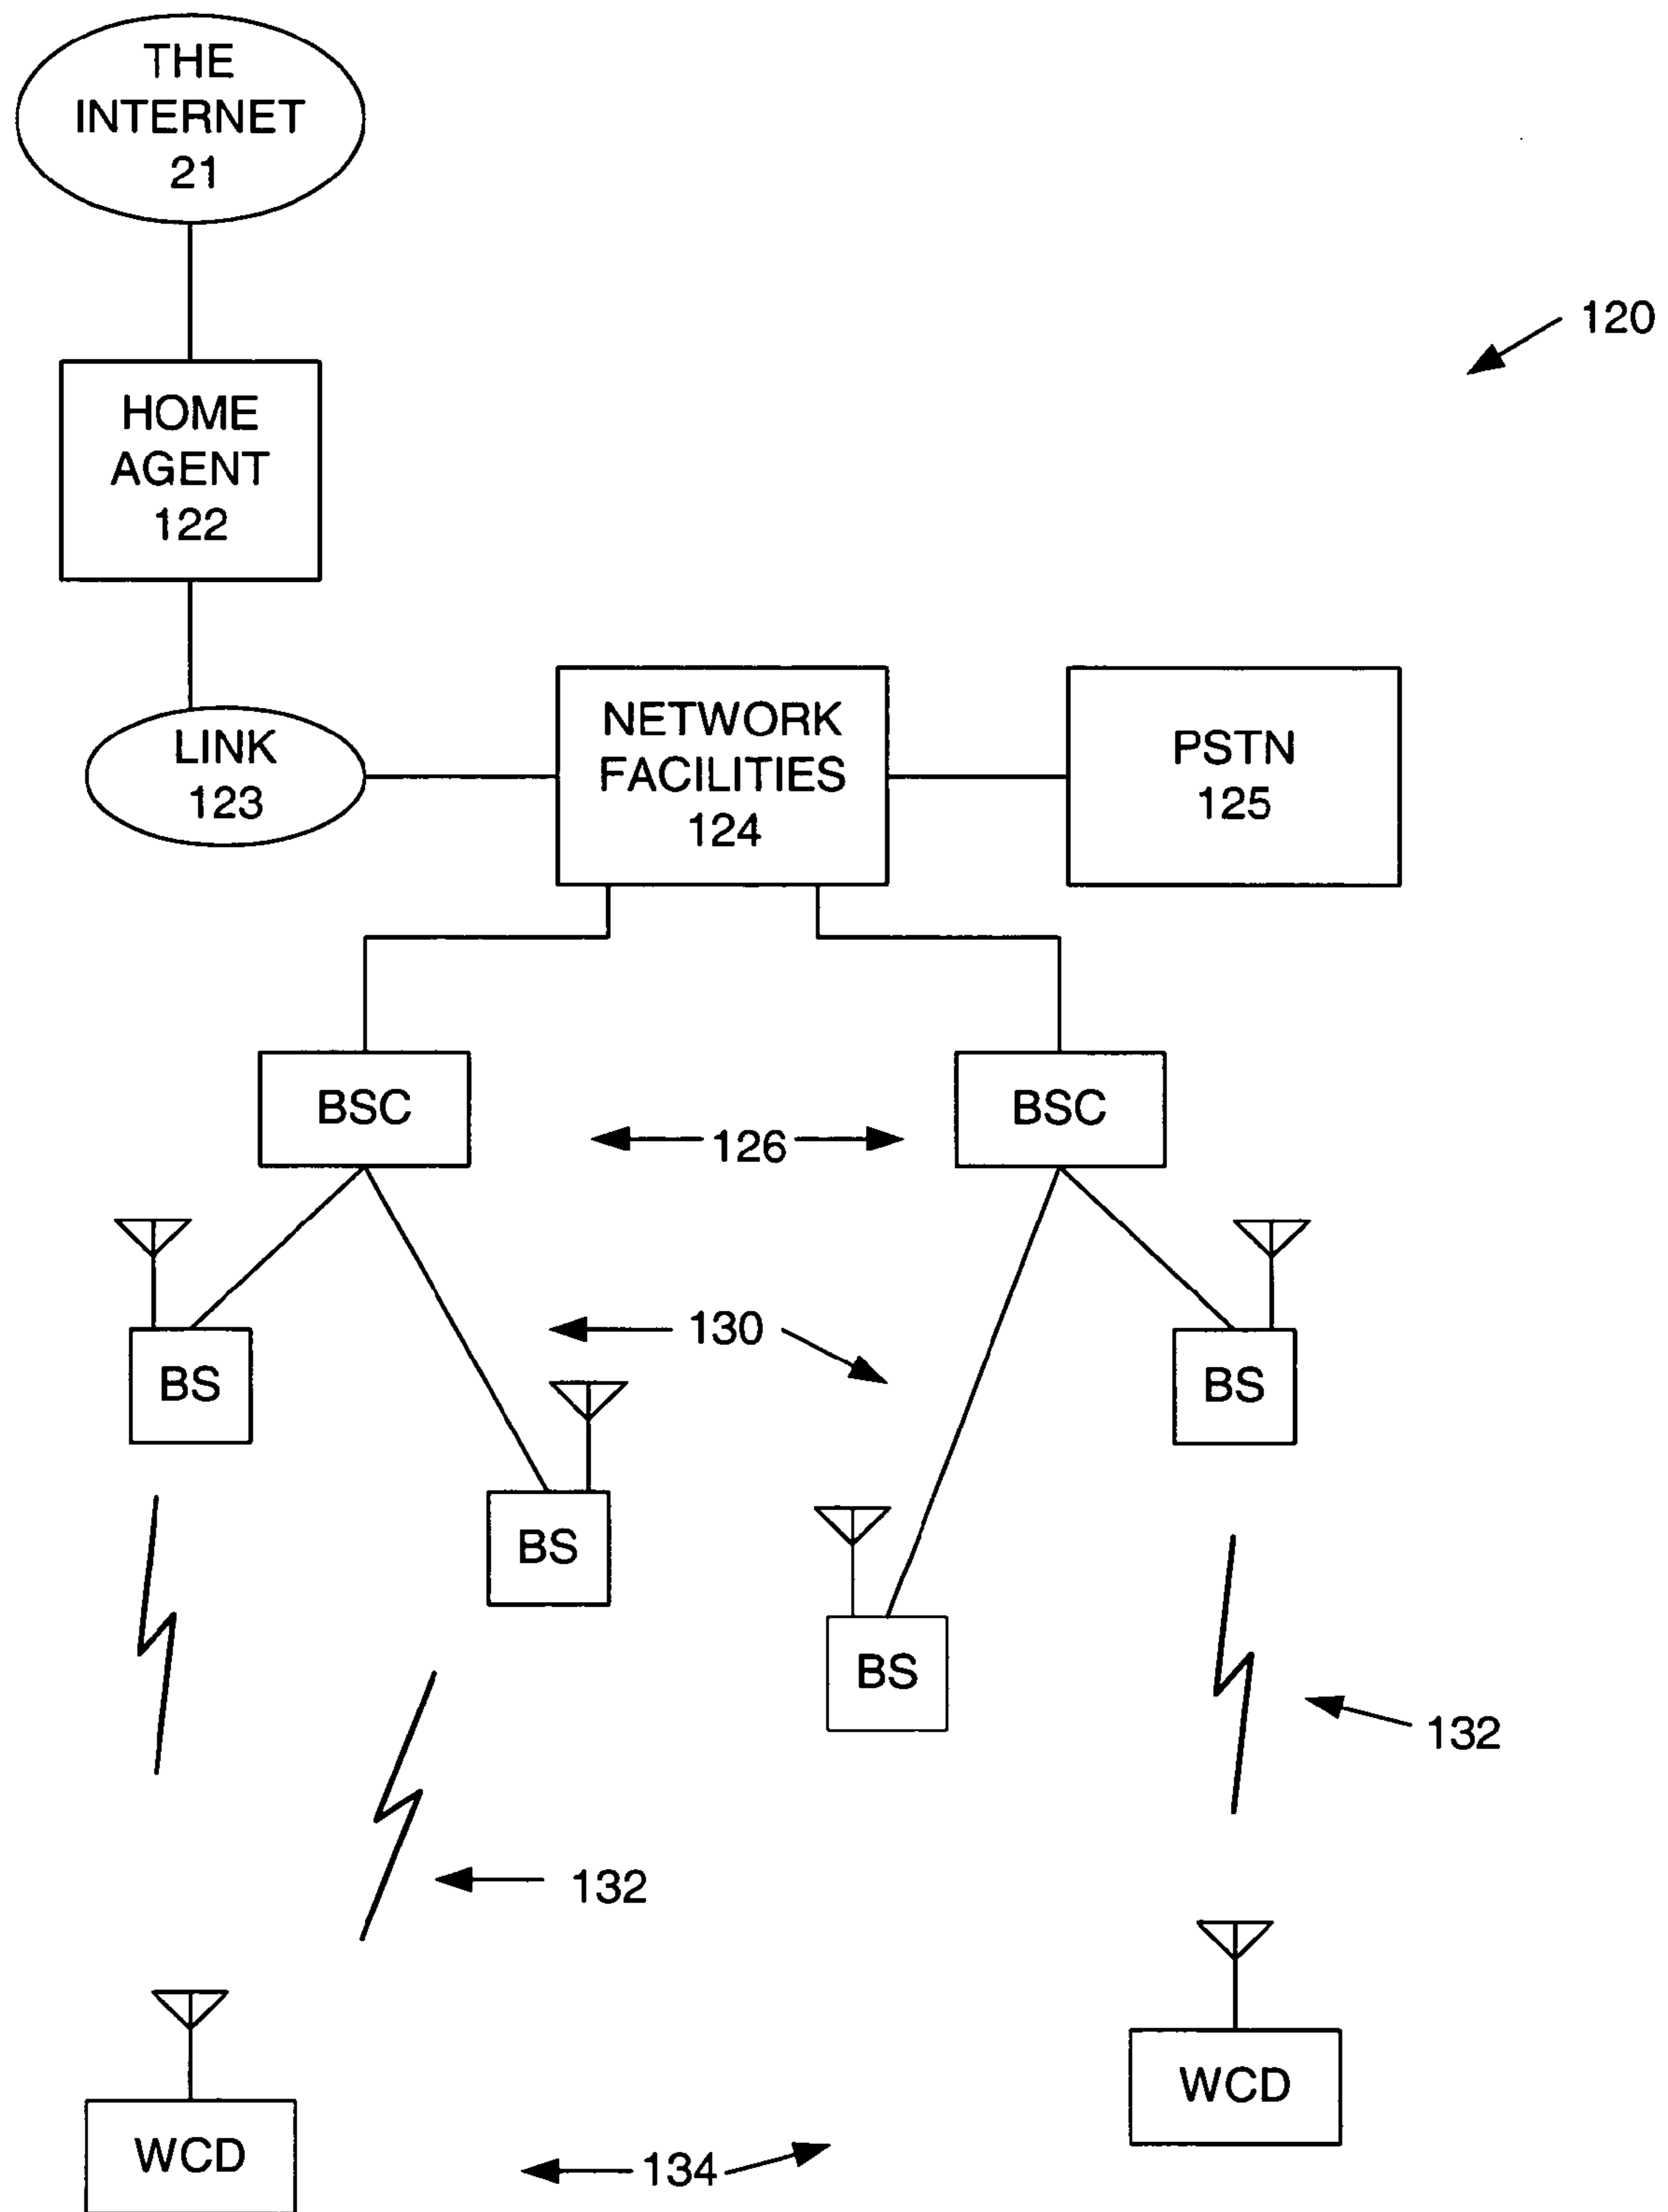 THE
INTERNET
21
120
HOME
AGENT
122
NETWORK
FACILITIES
124
PSTN
125
LINK
123
BSC
BSC
126
130
BS
BS
BS
BS
132
132
WCD
WCD
134